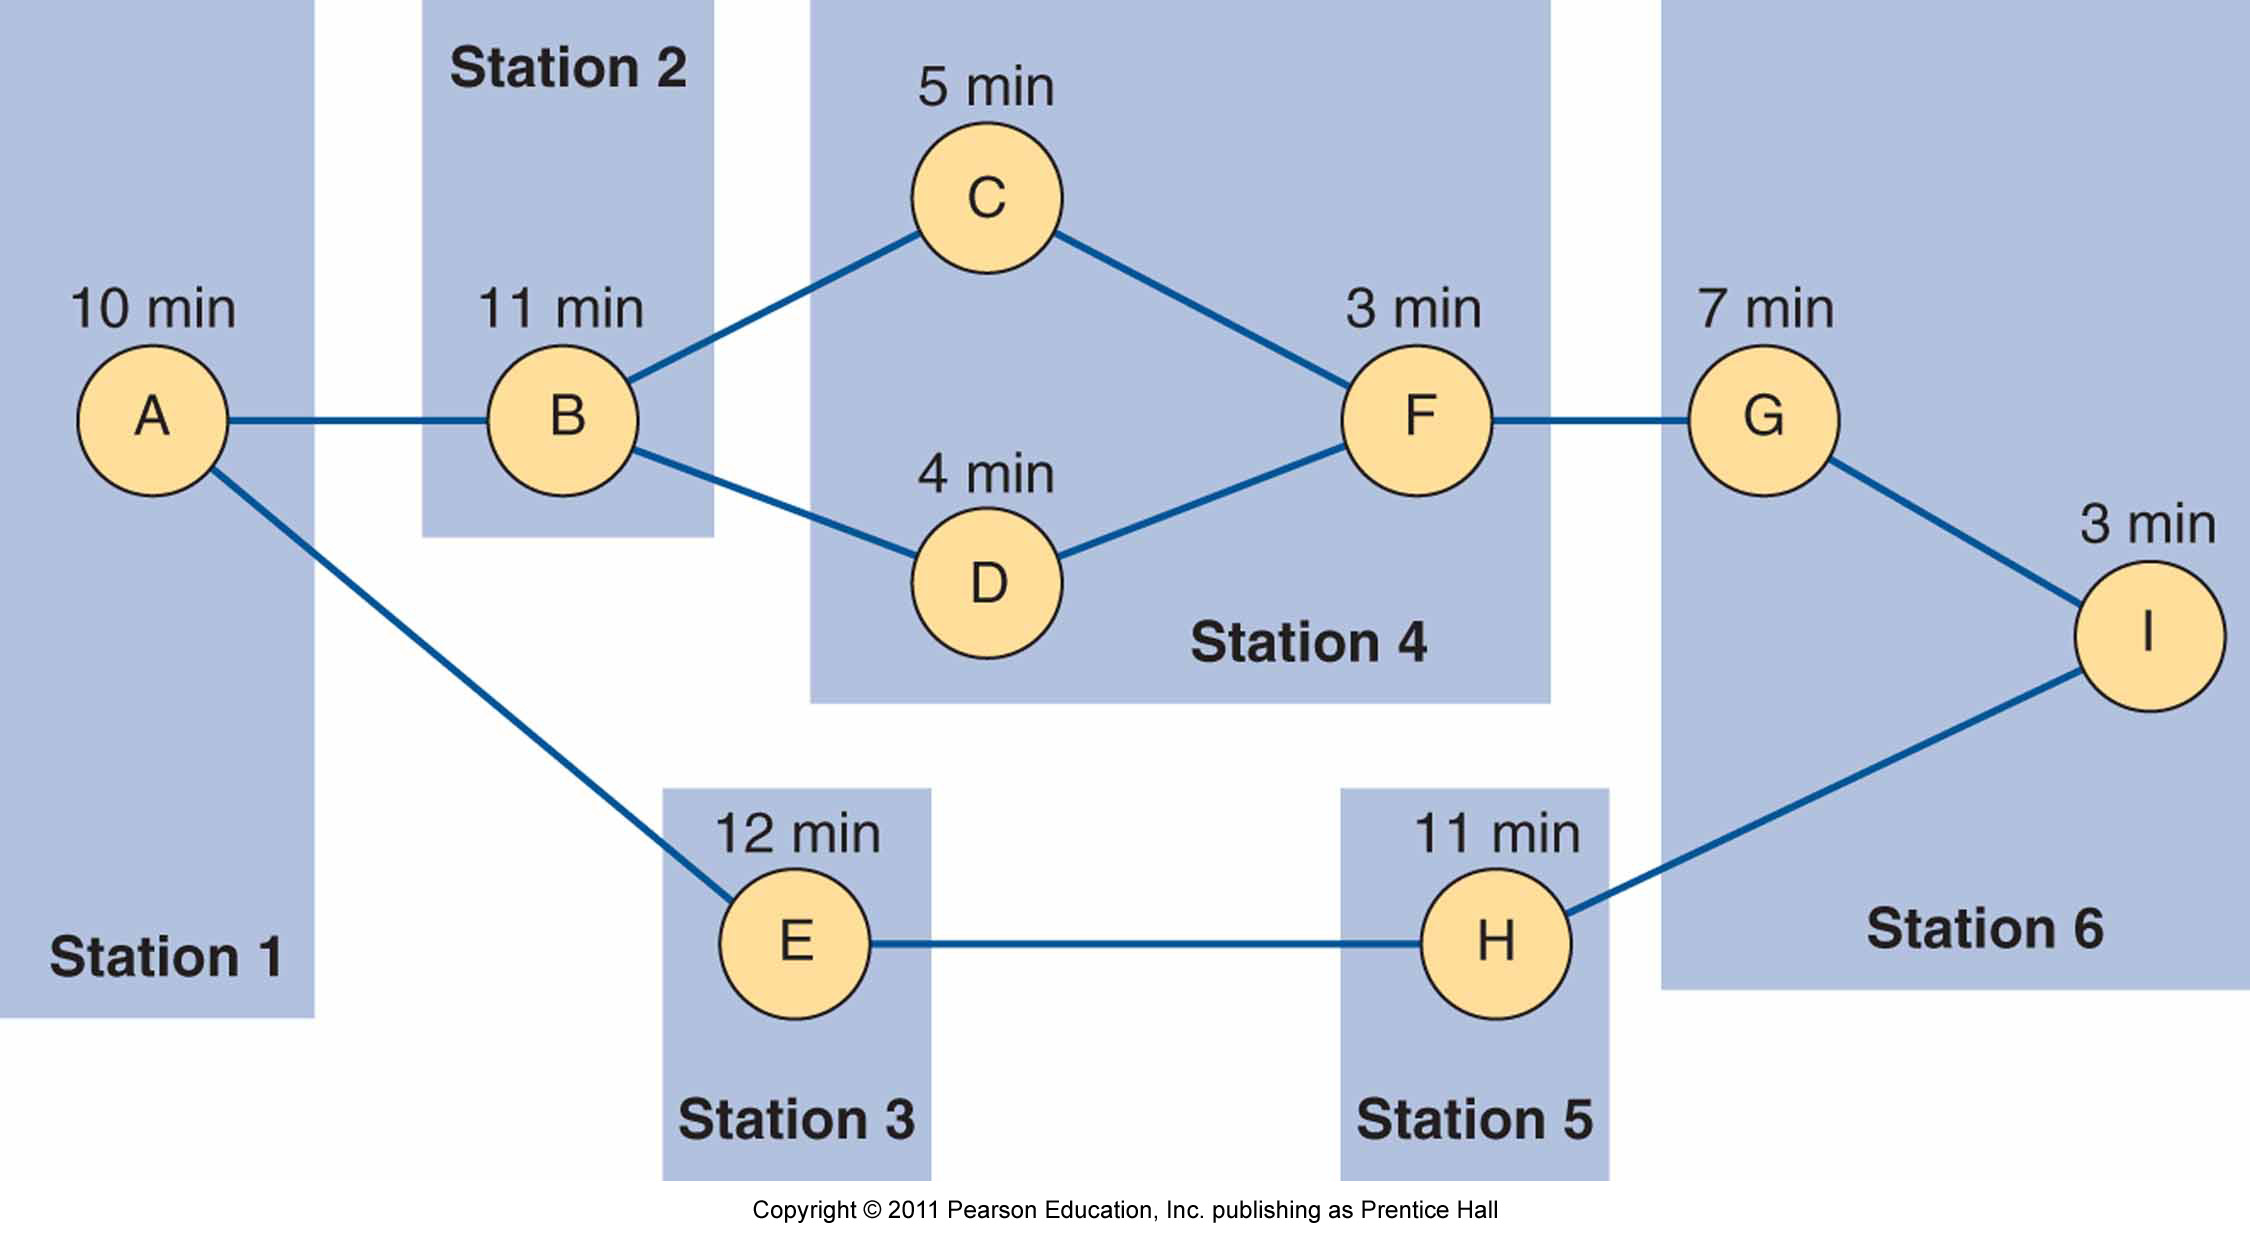 Station 2
5 min
C
10 min
11 min
3 min
7 min
A
B
F
G
4 min
D
3 min
I
Station 4
12 min
11 min
E
H
Station 1
Station 6
Station 3
Station 5
Copyright © 2011 Pearson Education, Inc. publishing as Prentice Hall